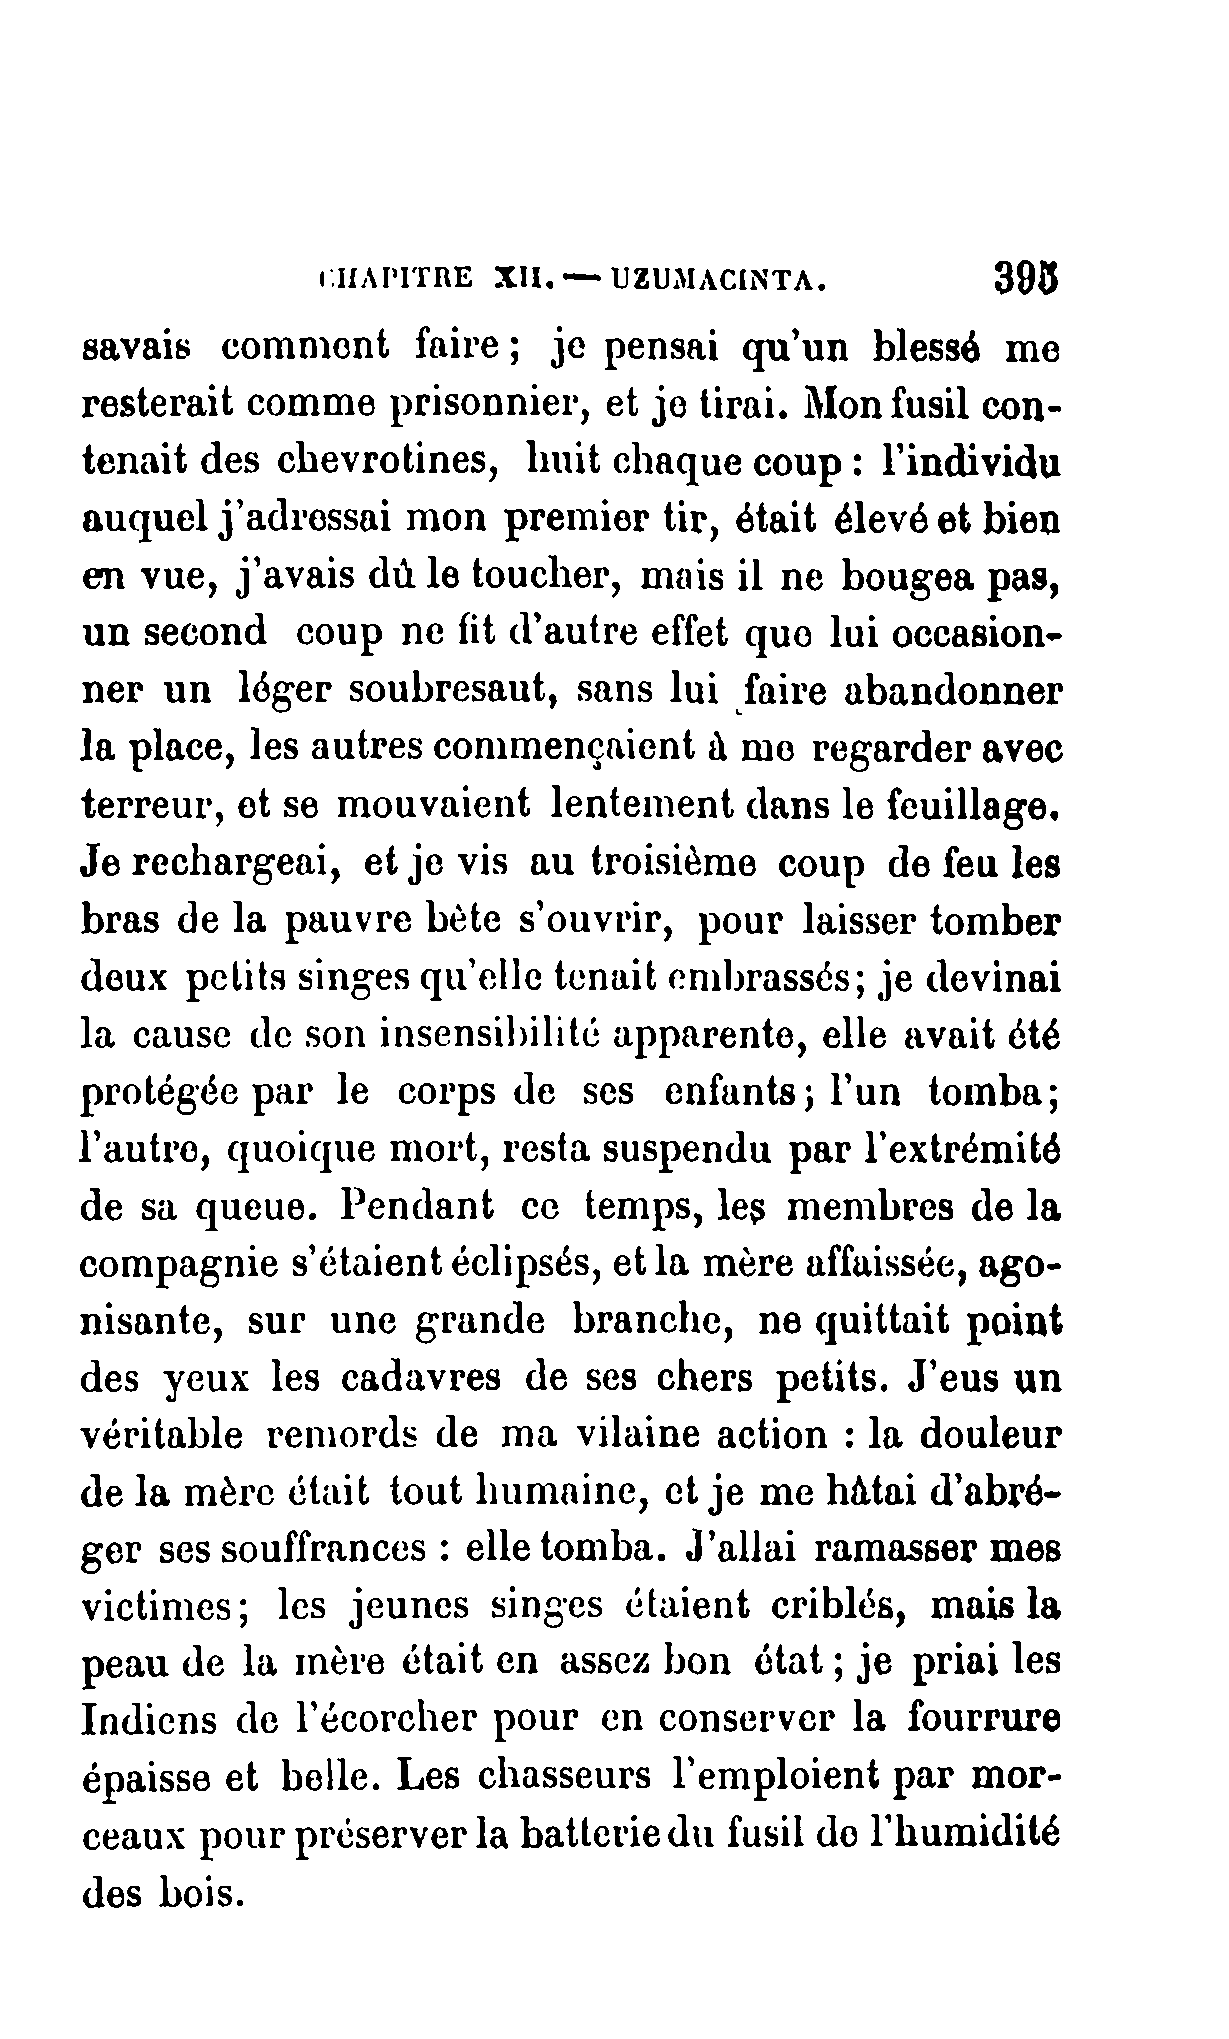 CHAPITRE XII. — UZUMACINTA. 395
savais comment faire ; je pensai qu'un blessé me
resterait comme prisonnier, et je tirai. Mon fusil con-
tenait des chevrotines, huit chaque coup : l'individu
auquel j'adressai mon premier tir, était élevé et bien
en vue, j'avais dû le toucher, mais il ne bougea pas,
un second coup ne fit d'autre effet que lui occasion-
ner un léger soubresaut, sans lui faire abandonner
la place, les autres commençaient à me regarder avec
terreur, et se mouvaient lentement dans le feuillage.
Je rechargeai, et je vis au troisième coup de feu les
bras de la pauvre bête s'ouvrir, pour laisser tomber
deux petits singes qu'elle tenait embrassés; je devinai
la cause de son insensibilité apparente, elle avait été
protégée par le corps de ses enfants; l'un tomba;
l'autre, quoique mort, resta suspendu par l'extrémité
de sa queue. Pendant ce temps, les membres de la
compagnie s'étaient éclipsés, et la mère affaissée, ago-
nisante, sur une grande branche, ne quittait point
des yeux les cadavres de ses chers petits. J'eus un
véritable remords de ma vilaine action : la douleur
de la mère était tout humaine, et je me hâtai d'abré-
ger ses souffrances : elle tomba. J'allai ramasser mes
victimes; les jeunes singes étaient criblés, mais la
peau de la mère était en assez bon état ; je priai les
Indiens de l'écorcher pour en conserver la fourrure
épaisse et belle. Les chasseurs l'emploient par mor-
ceaux pour préserver la batterie du fusil de l'humidité
des bois.